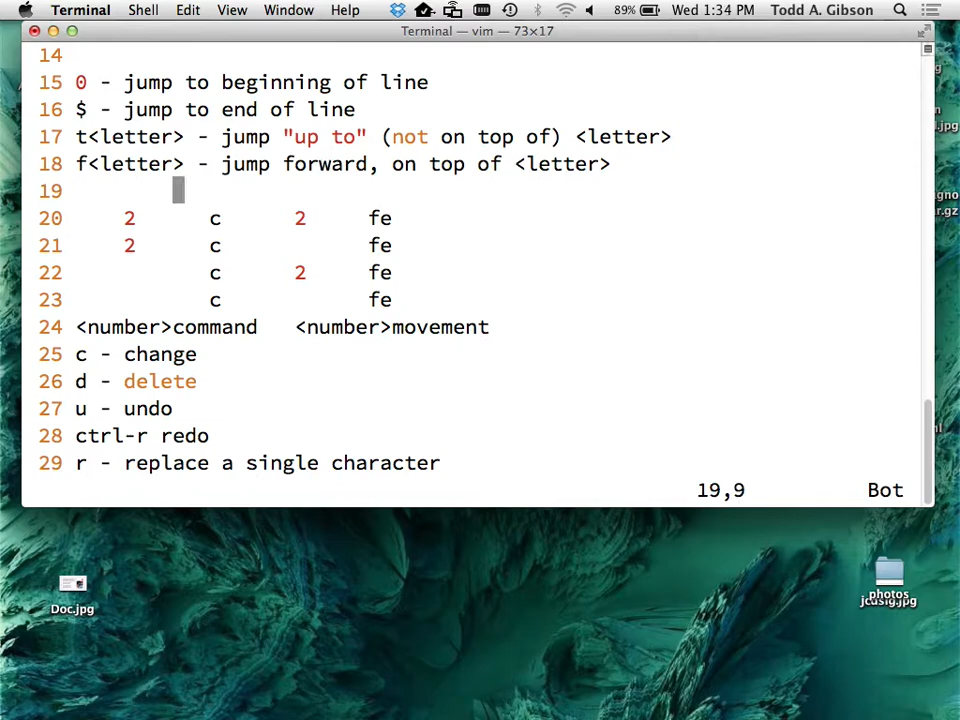 Terminal Shell Edit View Window Help 89% Wed 1:34 PM Todd A. Gibson
Terminal — vim — 73×17
14
15 0 - jump to beginning of line
16 $ - jump to end of line
17 t<letter> - jump "up to" (not on top of) <letter>
18 f<letter> - jump forward, on top of <letter>
19
20 2 c 2 fe
21 2 c fe
22 c 2 fe
23 c fe
24 <number>command <number>movement
25 c - change
26 d - delete
27 u - undo
28 ctrl-r redo
29 r - replace a single character
19,9 Bot
Doc.jpg
photos